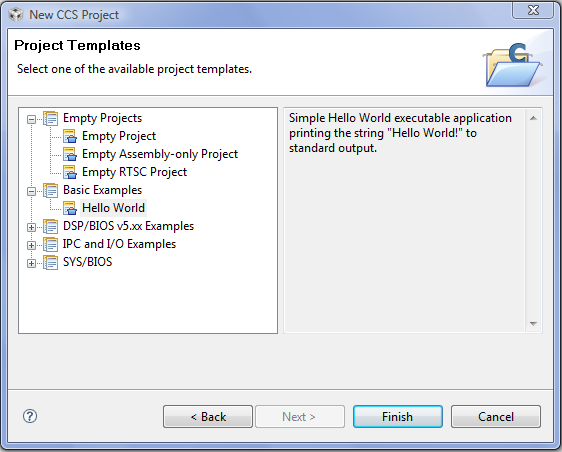 New CCS Project
Project Templates
Select one of the available project templates.
Empty Projects
Empty Project
Empty Assembly-only Project
Empty RTSC Project
Basic Examples
Hello World
DSP/BIOS v5.xx Examples
IPC and I/O Examples
SYS/BIOS
Simple Hello World executable application
printing the string "Hello World!" to
standard output.
< Back
Next >
Finish
Cancel